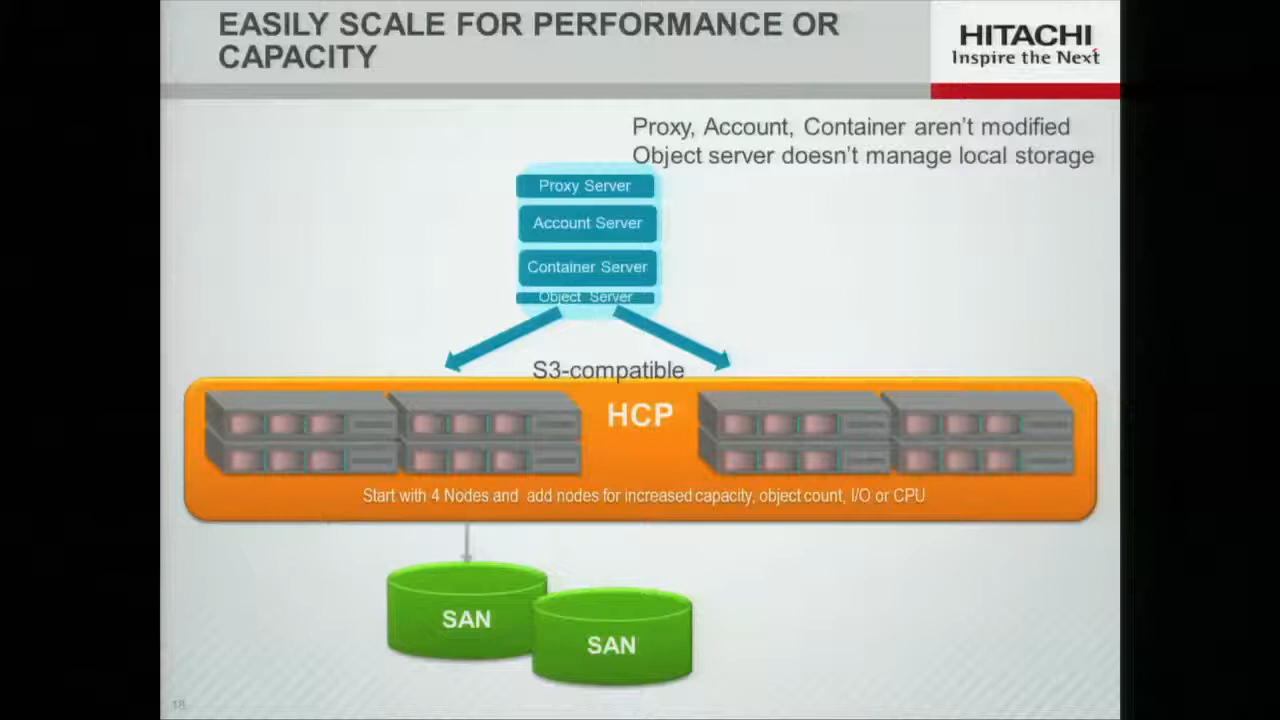 EASILY SCALE FOR PERFORMANCE OR
CAPACITY
HITACHI
Inspire the Next
Proxy, Account, Container aren't modified
Object server doesn't manage local storage
Proxy Server
Account Server
Container Server
Object Server
S3-compatible
HCP
Start with 4 Nodes and add nodes for increased capacity, object count, I/O or CPU
SAN
SAN
18